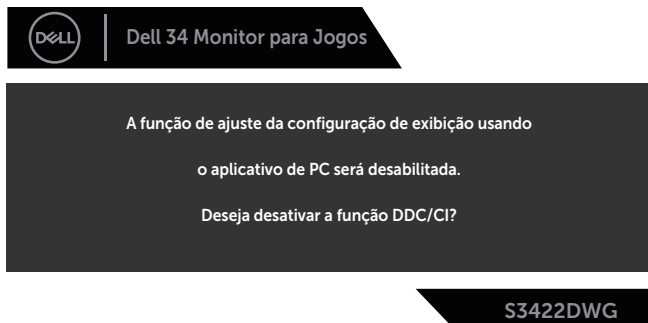 DELL
Dell 34 Monitor para Jogos
A função de ajuste da configuração de exibição usando
o aplicativo de PC será desabilitada.
Deseja desativar a função DDC/CI?
S3422DWG